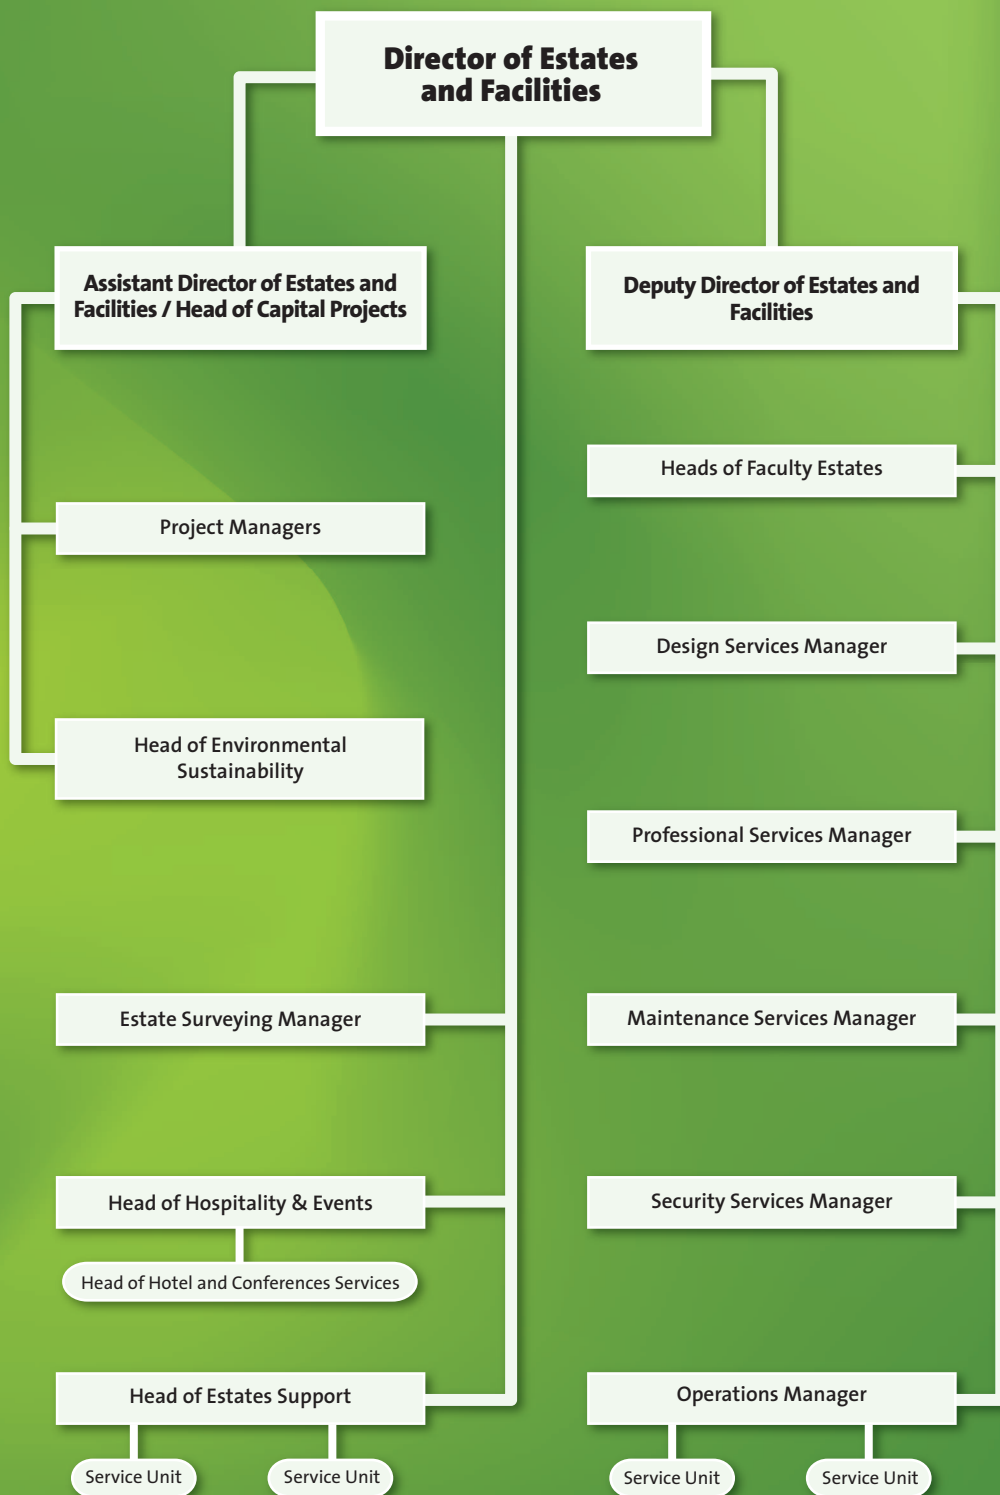 Director of Estates
and Facilities
Assistant Director of Estates and
Facilities / Head of Capital Projects
Deputy Director of Estates and
Facilities
Heads of Faculty Estates
Project Managers
Design Services Manager
Head of Environmental
Sustainability
Professional Services Manager
Estate Surveying Manager
Maintenance Services Manager
Head of Hospitality & Events
Security Services Manager
Head of Hotel and Conferences Services
Head of Estates Support
Operations Manager
Service Unit
Service Unit
Service Unit
Service Unit